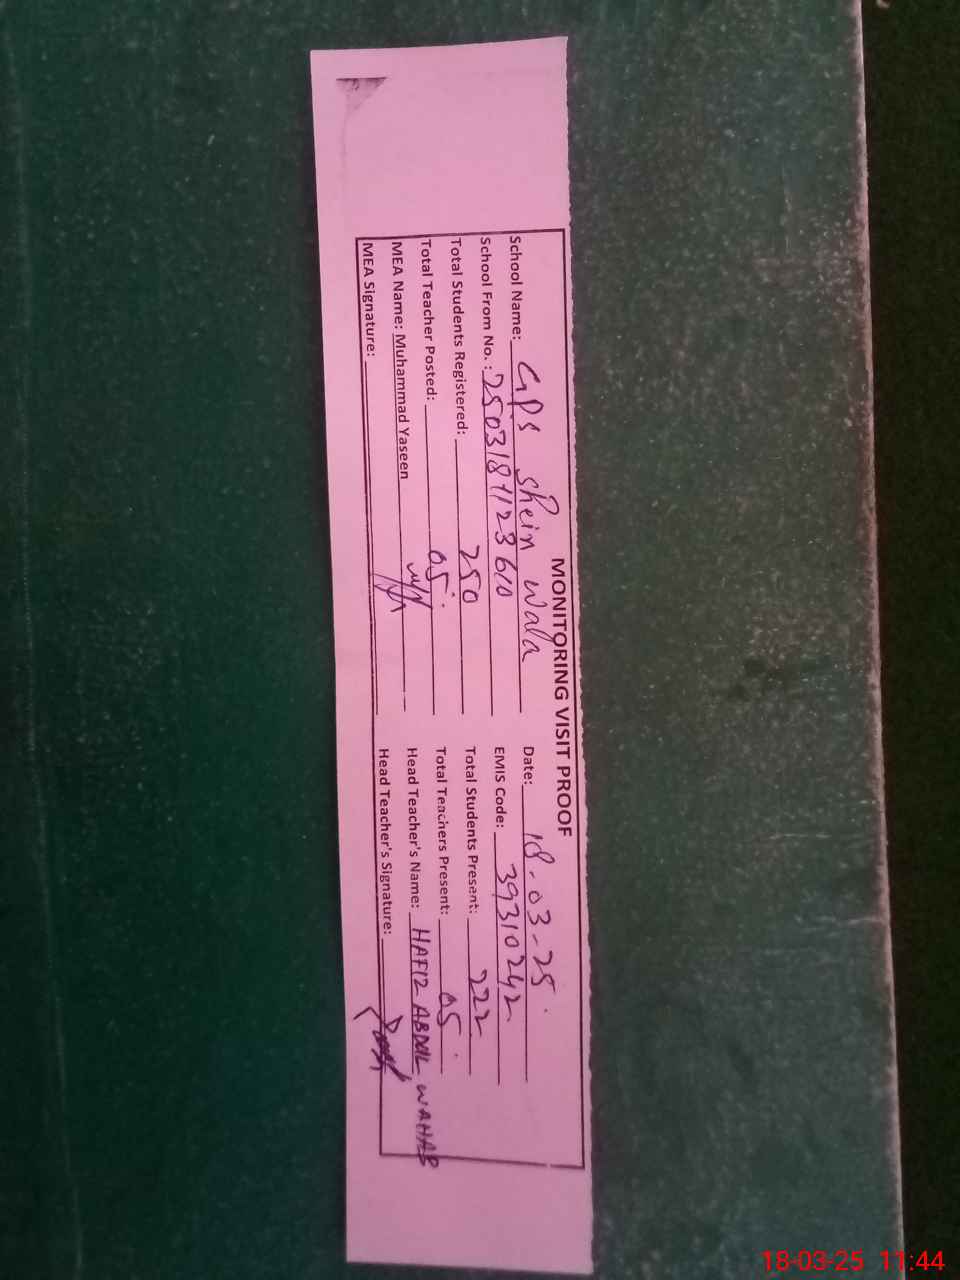 MONITORING VISIT PROOF
School Name: GPS shein wala Date: 18-03-25.
School From No.: 2503181123610 EMIS Code: 39310242.
Total Students Registered: 250 Total Students Present: 222
Total Teacher Posted: 05. Total Teachers Present: 05.
MEA Name: Muhammad Yaseen Head Teacher's Name: HAFIZ ABDUL WAHAB
MEA Signature: Head Teacher's Signature:
18-03-25 11:44